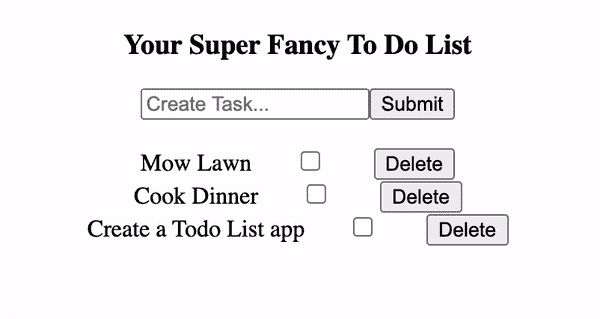 Your Super Fancy To Do List
Create Task... Submit
Mow Lawn Delete
Cook Dinner Delete
Create a Todo List app Delete